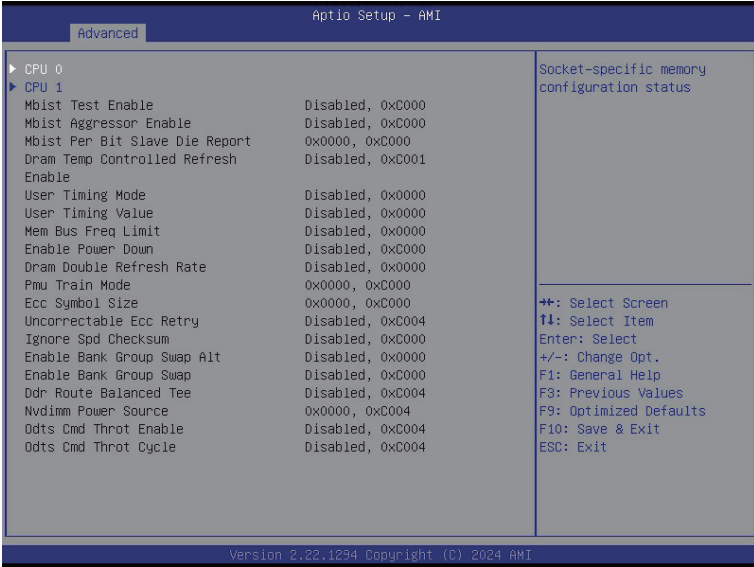 Aptio Setup – AMI
Advanced
CPU 0 Socket-specific memory
CPU 1 configuration status
Mbist Test Enable Disabled, 0xC000
Mbist Aggressor Enable Disabled, 0xC000
Mbist Per Bit Slave Die Report 0x0000, 0xC000
Dram Temp Controlled Refresh Disabled, 0xC001
Enable
User Timing Mode Disabled, 0x0000
User Timing Value Disabled, 0x0000
Mem Bus Freq Limit Disabled, 0x0000
Enable Power Down Disabled, 0xC000
Dram Double Refresh Rate Disabled, 0x0000
Pmu Train Mode 0x0000, 0xC000
Ecc Symbol Size 0x0000, 0xC000 →←: Select Screen
Uncorrectable Ecc Retry Disabled, 0xC004 ↑↓: Select Item
Ignore Spd Checksum Disabled, 0xC000 Enter: Select
Enable Bank Group Swap Alt Disabled, 0x0000 +/-: Change Opt.
Enable Bank Group Swap Disabled, 0xC000 F1: General Help
Ddr Route Balanced Tee Disabled, 0xC004 F3: Previous Values
Nvdimm Power Source 0x0000, 0xC004 F9: Optimized Defaults
Odts Cmd Throt Enable Disabled, 0xC004 F10: Save & Exit
Odts Cmd Throt Cycle Disabled, 0xC004 ESC: Exit
Version 2.22.1294 Copyright (C) 2024 AMI